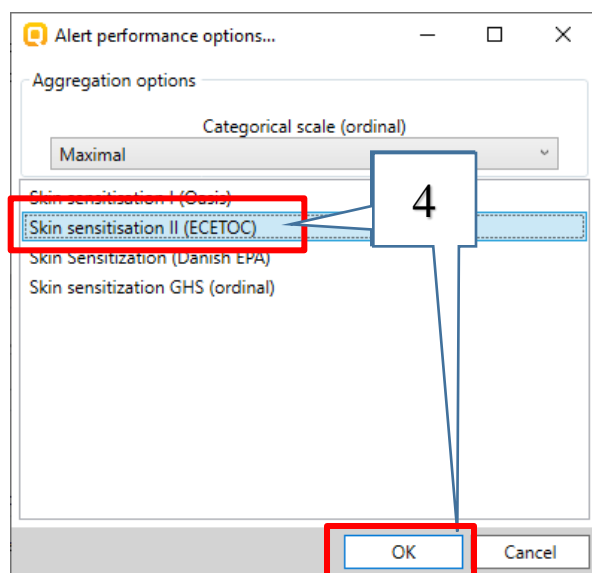 Alert performance options...
Aggregation options
Categorical scale (ordinal)
Maximal
4
Skin sensitisation I (Oasis)
Skin sensitisation II (ECETOC)
Skin Sensitization (Danish EPA)
Skin sensitization GHS (ordinal)
OK Cancel